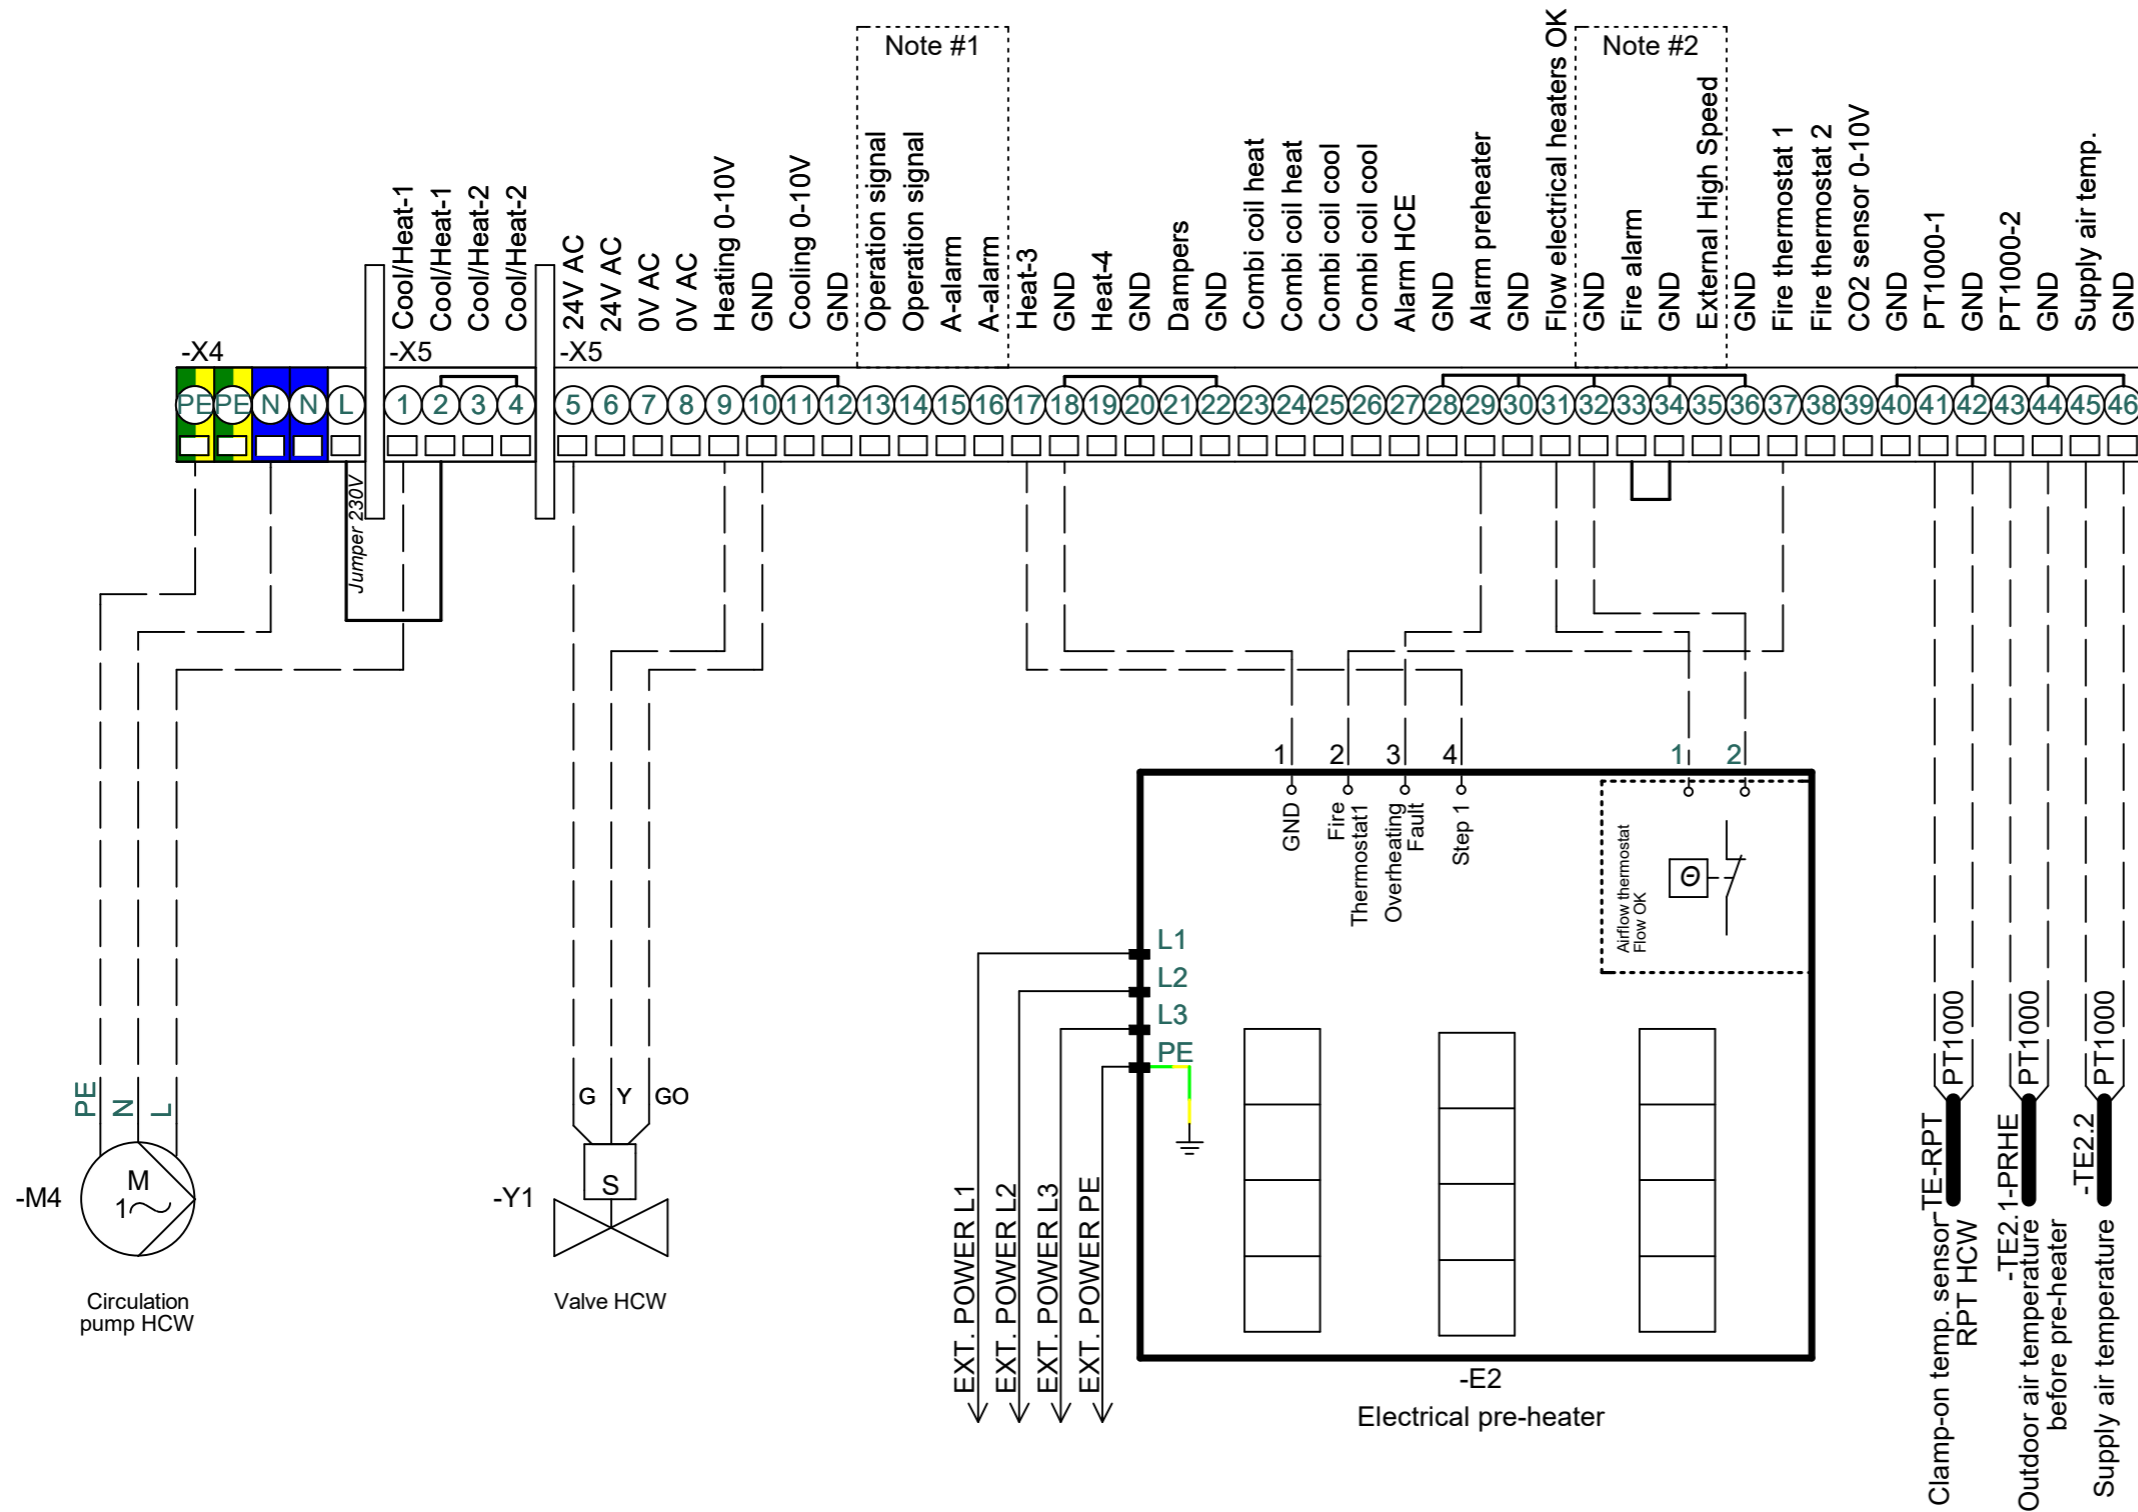 Note #1
Note #2
Cool/Heat-1
Cool/Heat-1
Cool/Heat-2
Cool/Heat-2
24V AC
24V AC
0V AC
0V AC
Heating 0-10V
GND
Cooling 0-10V
GND
Operation signal
Operation signal
A-alarm
A-alarm
Heat-3
GND
Heat-4
GND
Dampers
GND
Combi coil heat
Combi coil heat
Combi coil cool
Combi coil cool
Alarm HCE
GND
Alarm preheater
GND
Flow electrical heaters OK
GND
Fire alarm
GND
External High Speed
GND
Fire thermostat 1
Fire thermostat 2
CO2 sensor 0-10V
GND
PT1000-1
GND
PT1000-2
GND
Supply air temp.
GND
-X4
-X5
-X5
PE PE N N L 1 2 3 4 5 6 7 8 9 10 11 12 13 14 15 16 17 18 19 20 21 22 23 24 25 26 27 28 29 30 31 32 33 34 35 36 37 38 39 40 41 42 43 44 45 46
Jumper 230V
1 2 3 4 1 2
GND
Fire
Thermostat1
Overheating
Fault
Step 1
Airflow thermostat
Flow OK
Θ
L1
L2
L3
PE
PE
N
L
G Y GO
PT1000
PT1000
PT1000
-M4
M
1
-Y1
S
Circulation
pump HCW
Valve HCW
EXT. POWER L1
EXT. POWER L2
EXT. POWER L3
EXT. POWER PE
-E2
Electrical pre-heater
-TE-RPT
Clamp-on temp. sensor
RPT HCW
-TE2.1-PRHE
Outdoor air temperature
before pre-heater
-TE2.2
Supply air temperature